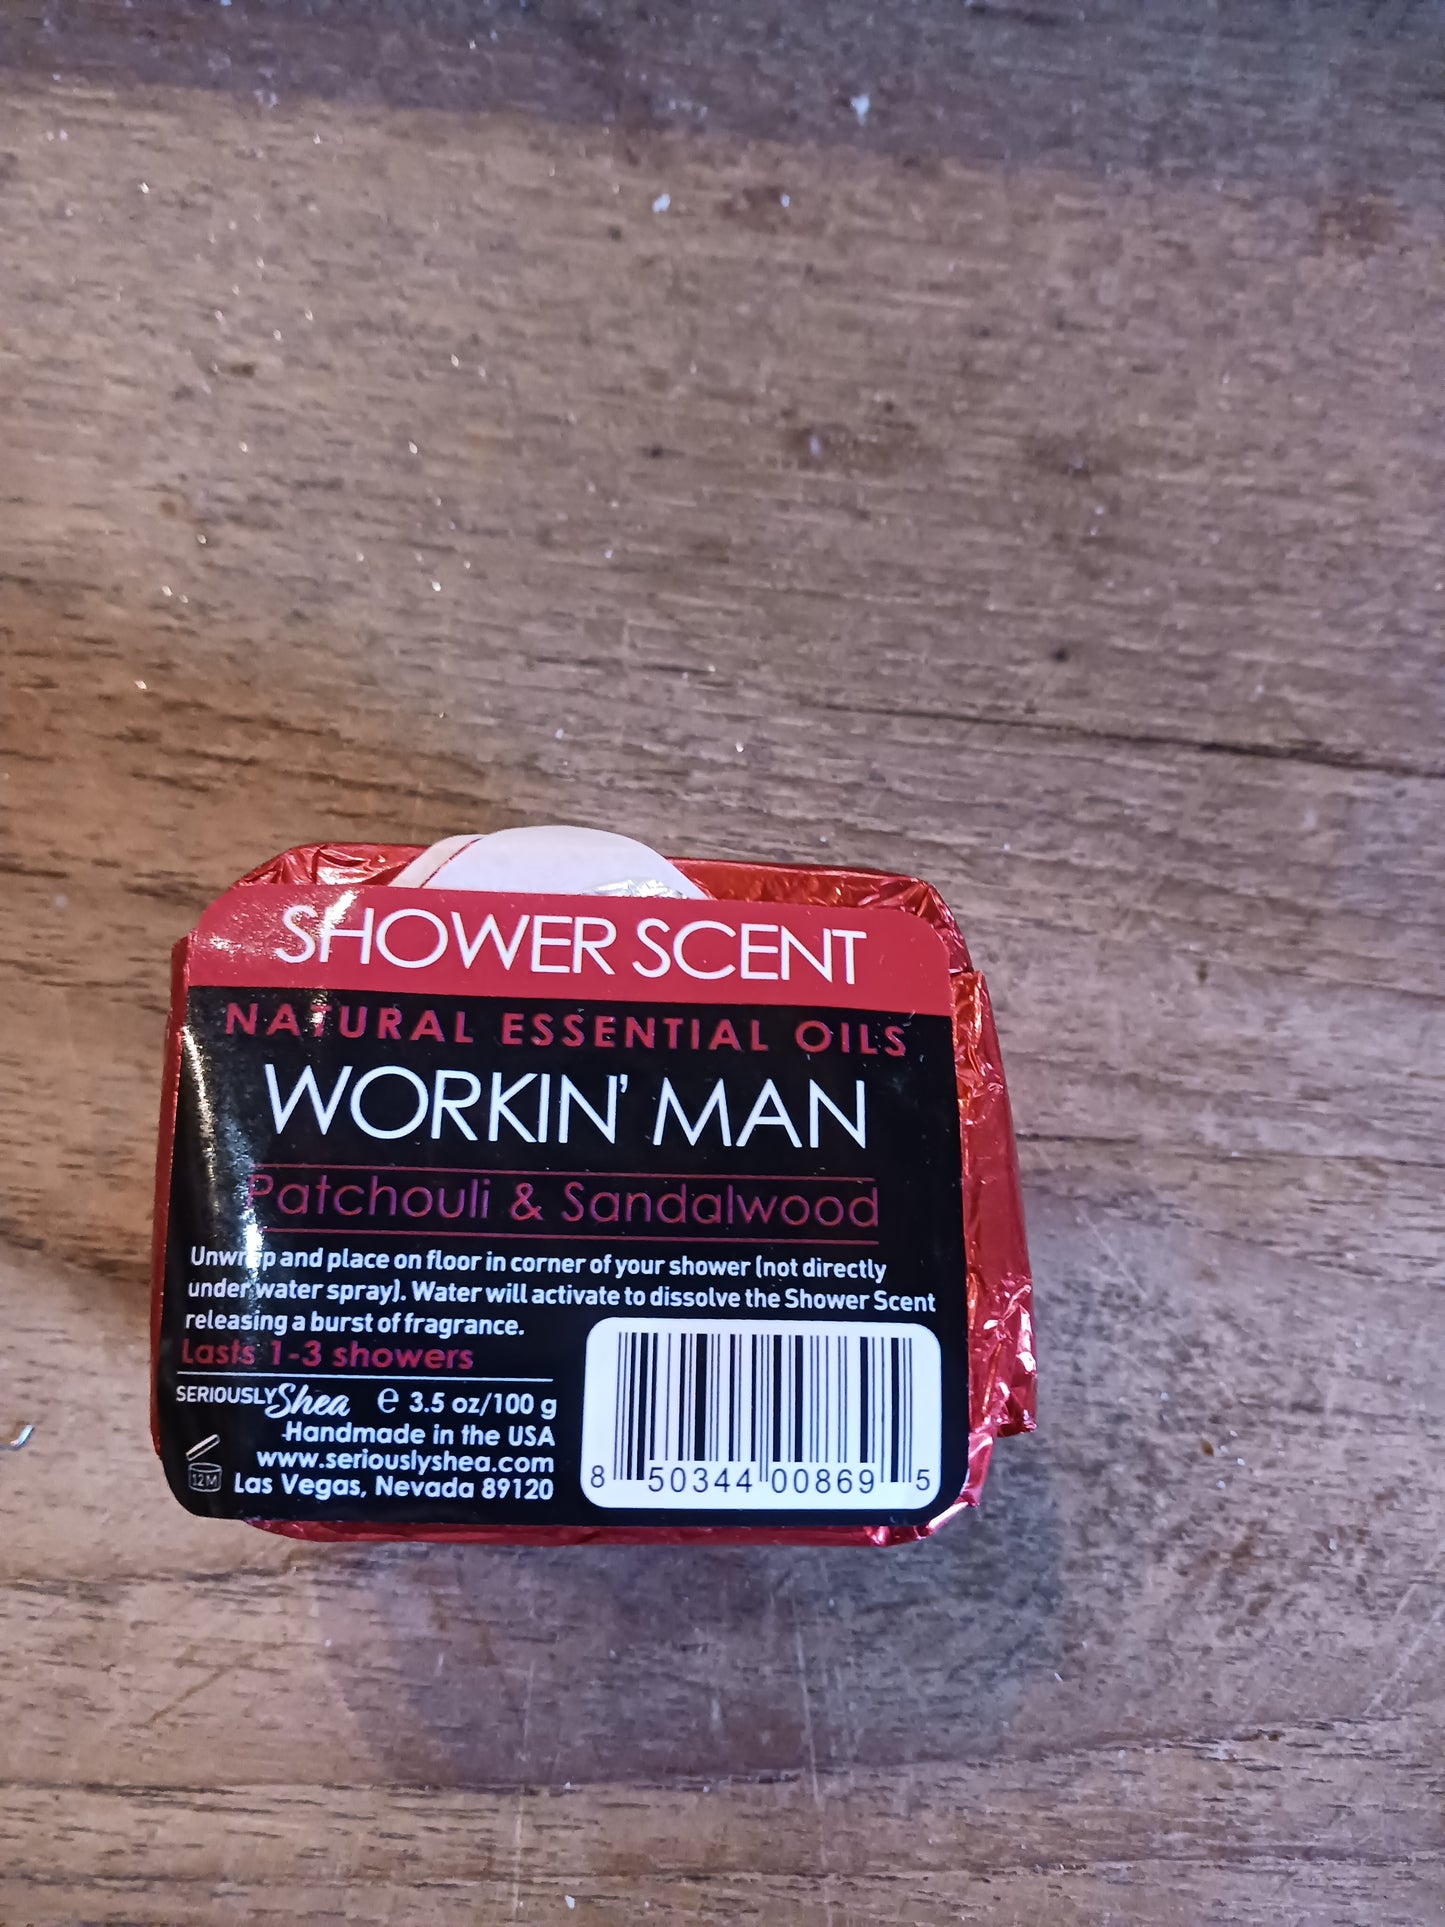 SHOWER SCENT
NATURAL ESSENTIAL OILS
WORKIN' MAN
Patchouli & Sandalwood
Unwrap and place on floor in corner of your shower (not directly
under water spray). Water will activate to dissolve the Shower Scent
releasing a burst of fragrance.
Lasts 1-3 showers
SERIOUSLY Shea ℮ 3.5 oz/100 g
Handmade in the USA
www.seriouslyshea.com
12M Las Vegas, Nevada 89120
8 50344 00869 5